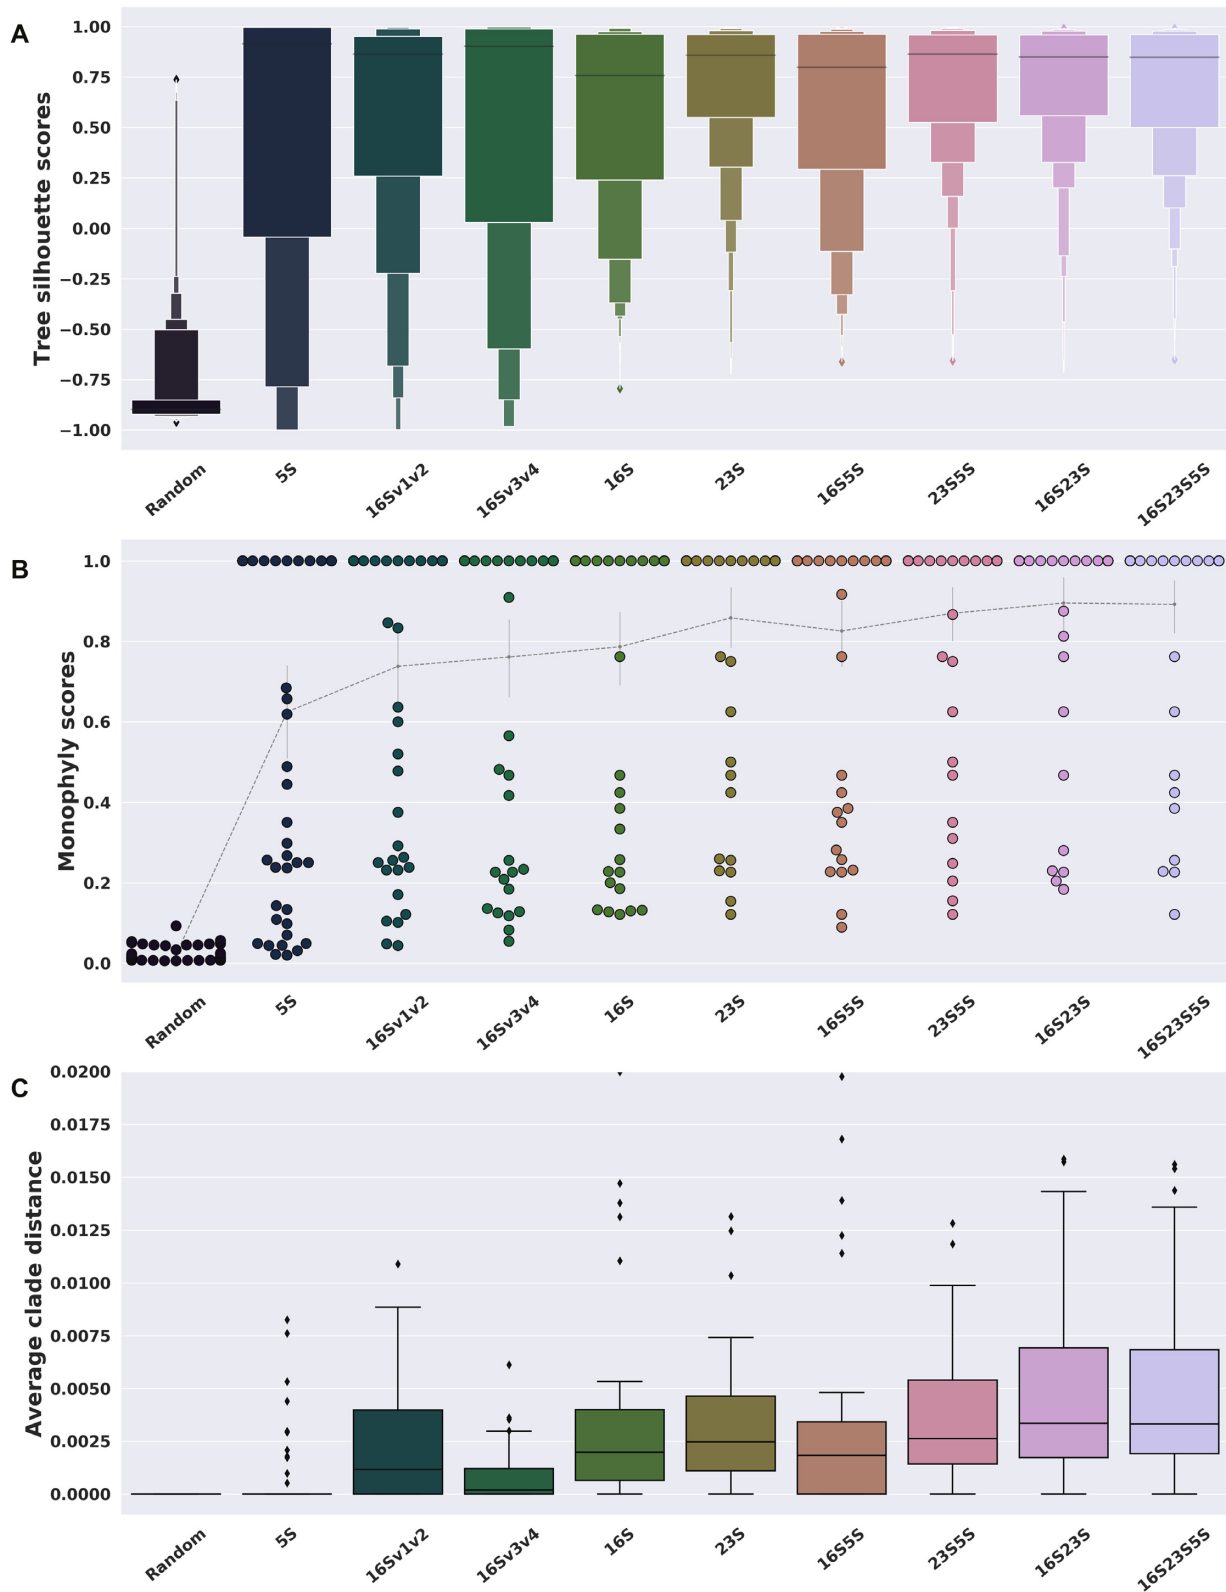 A
Tree silhouette scores
1.00
0.75
0.50
0.25
0.00
−0.25
−0.50
−0.75
−1.00
Random
5S
16Sv1v2
16Sv3v4
16S
23S
16S5S
23S5S
16S23S
16S23S5S
B
Monophyly scores
1.0
0.8
0.6
0.4
0.2
0.0
Random
5S
16Sv1v2
16Sv3v4
16S
23S
16S5S
23S5S
16S23S
16S23S5S
C
Average clade distance
0.0200
0.0175
0.0150
0.0125
0.0100
0.0075
0.0050
0.0025
0.0000
Random
5S
16Sv1v2
16Sv3v4
16S
23S
16S5S
23S5S
16S23S
16S23S5S